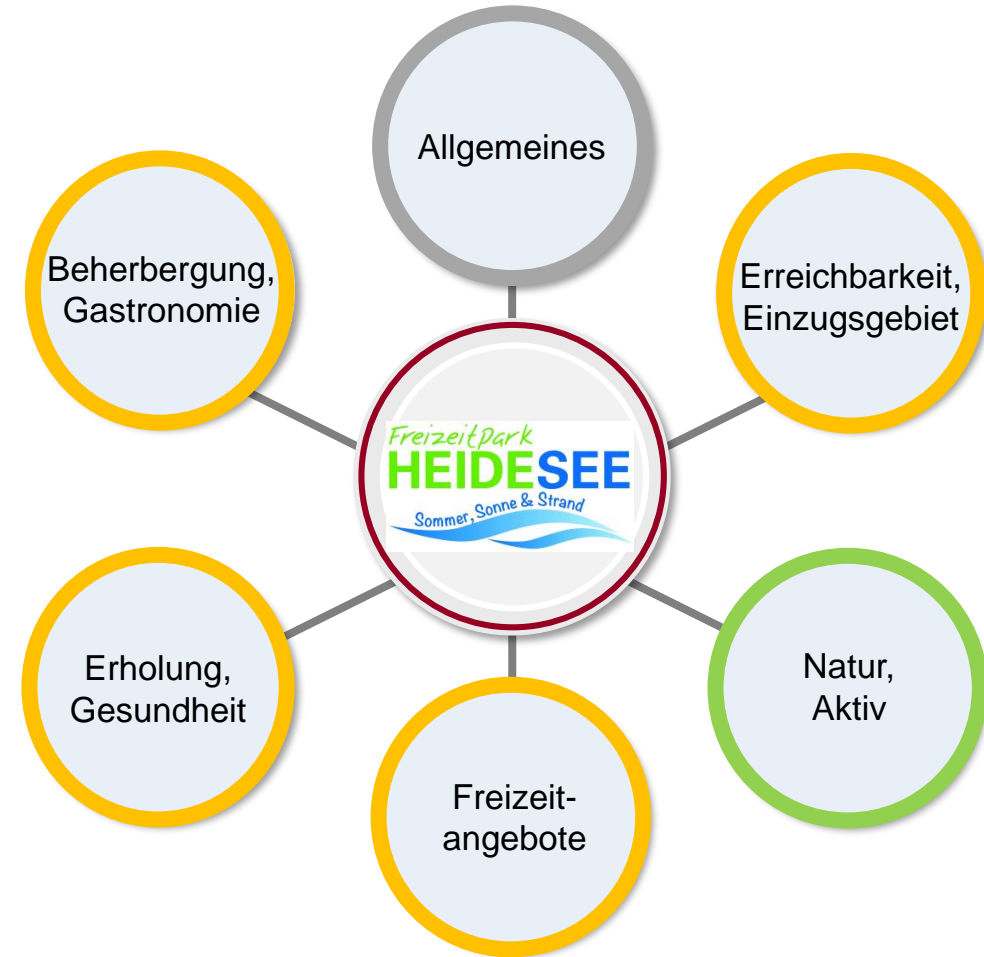 Allgemeines
Beherbergung,
Gastronomie
Erreichbarkeit,
Einzugsgebiet
FreizeitPark
HEIDESEE
Sommer, Sonne & Strand
Erholung,
Gesundheit
Natur,
Aktiv
Freizeit-
angebote